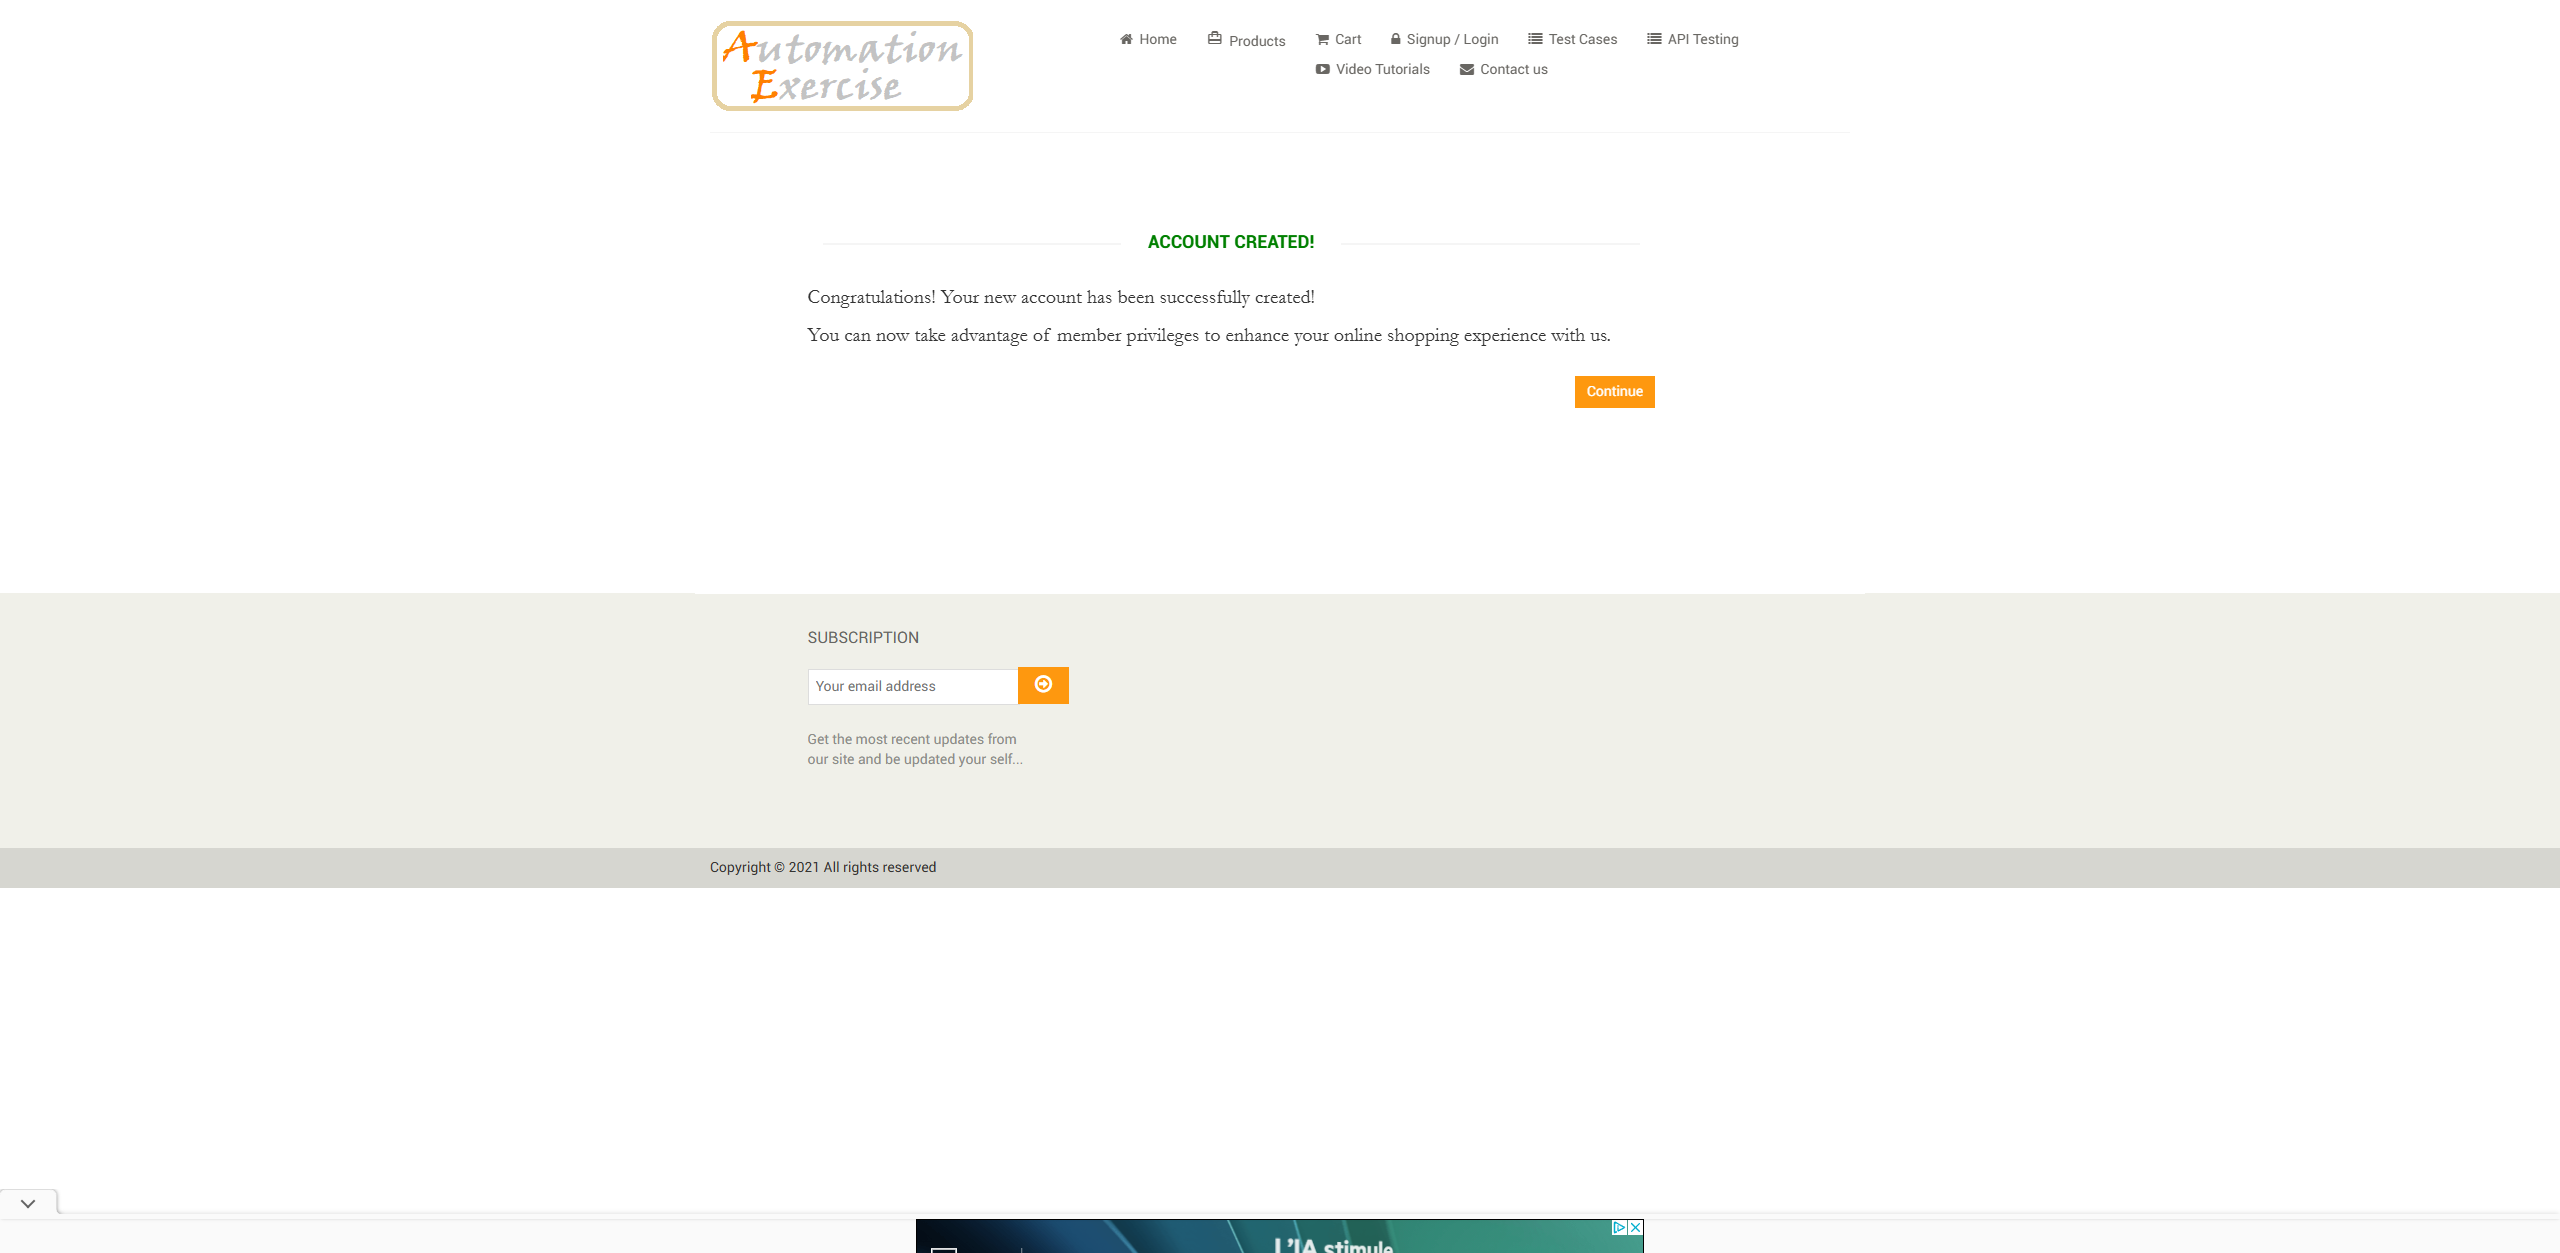 Automation
Exercise
Home Products Cart Signup / Login Test Cases API Testing
Video Tutorials Contact us
ACCOUNT CREATED!
Congratulations! Your new account has been successfully created!
You can now take advantage of member privileges to enhance your online shopping experience with us.
Continue
SUBSCRIPTION
Your email address
Get the most recent updates from
our site and be updated your self...
Copyright © 2021 All rights reserved
L'IA stimule